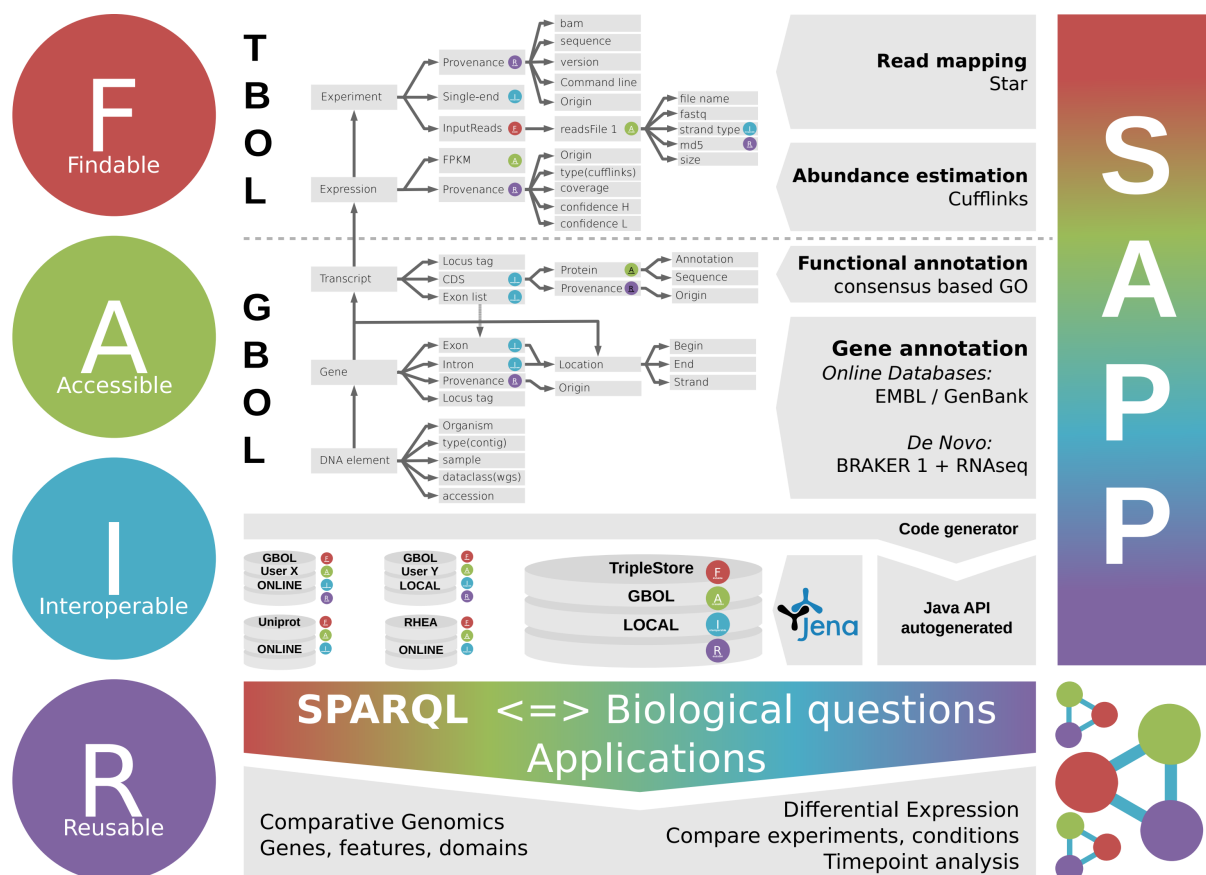 F
Findable
A
Accessible
I
Interoperable
R
Reusable
T
B
O
L
Experiment
Provenance R
bam
sequence
version
Command line
Origin
Single-end I
InputReads F
readsFile 1 A
file name
fastq
strand type I
md5 R
size
Expression
FPKM A
Provenance R
Origin
type(cufflinks)
coverage
confidence H
confidence L
G
B
O
L
Transcript
Locus tag
CDS I
Exon list I
Protein A
Provenance R
Annotation
Sequence
Origin
Gene
Exon I
Intron I
Provenance R
Locus tag
Location
Origin
Begin
End
Strand
DNA element
Organism
type(contig)
sample
dataclass(wgs)
accession
Read mapping
Star
Abundance estimation
Cufflinks
Functional annotation
consensus based GO
Gene annotation
Online Databases:
EMBL / GenBank
De Novo:
BRAKER 1 + RNAseq
Code generator
GBOL F
User X A
ONLINE I
R
GBOL F
User Y A
LOCAL I
R
Uniprot F
A
ONLINE I
RHEA F
A
ONLINE I
TripleStore F
GBOL A
LOCAL I
R
Jena
Java API
autogenerated
S
A
P
P
SPARQL <=> Biological questions
Applications
Comparative Genomics
Genes, features, domains
Differential Expression
Compare experiments, conditions
Timepoint analysis